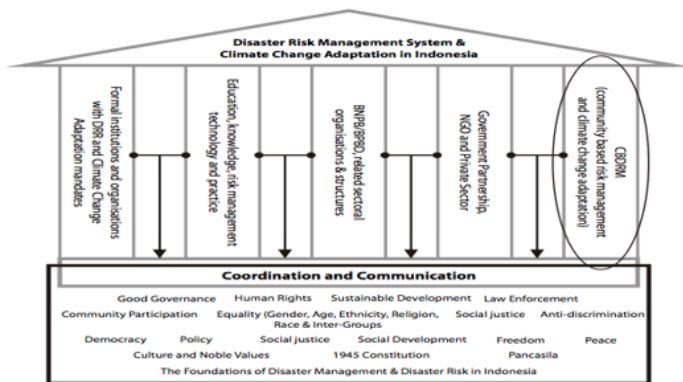 Disaster Risk Management System &
Climate Change Adaptation in Indonesia
Formal institutions and organisations
with DRR and Climate Change
Adaptation mandates
Education, knowledge, risk management
technology and practice
BNPB/BPBD, related sectoral
organisations & structures
Government Partnership,
NGO and Private Sector
CBDRM
(community based risk management
and climate change adaptation)
Coordination and Communication
Good Governance Human Rights Sustainable Development Law Enforcement
Community Participation Equality (Gender, Age, Ethnicity, Religion, Social justice Anti-discrimination
Race & Inter-Groups
Democracy Policy Social justice Social Development Freedom Peace
Culture and Noble Values 1945 Constitution Pancasila
The Foundations of Disaster Management & Disaster Risk in Indonesia